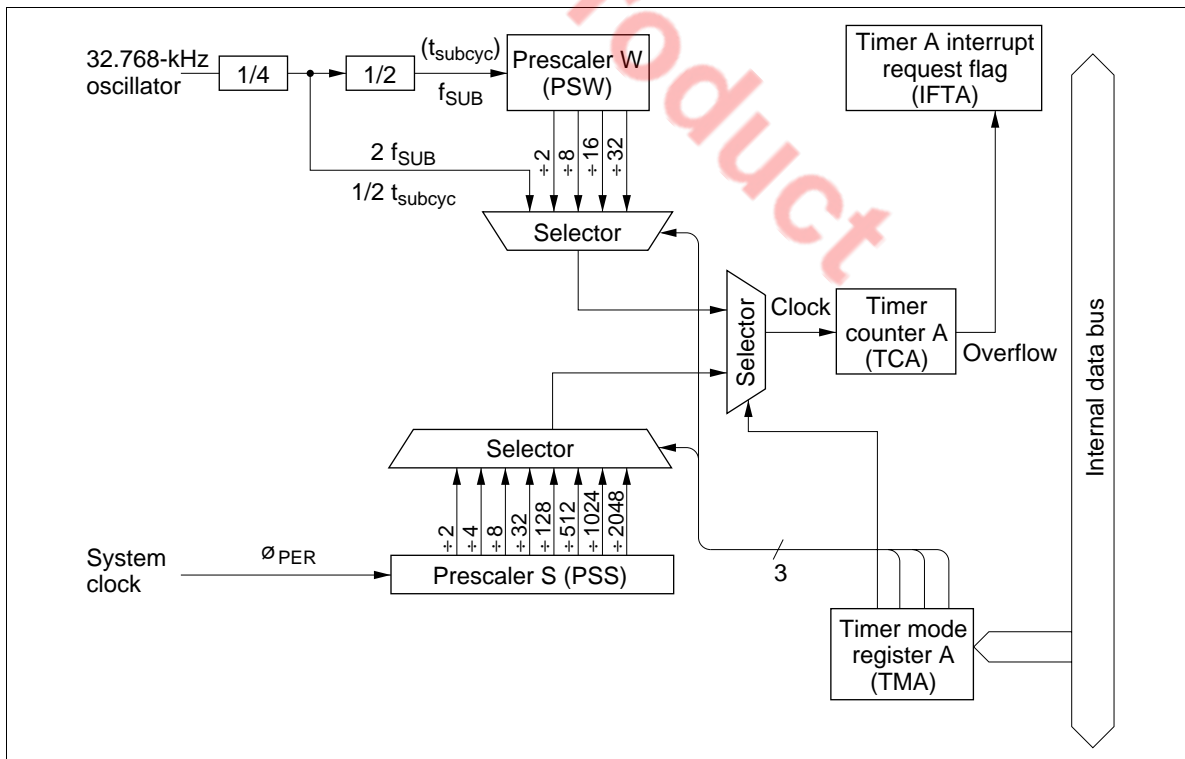 32.768-kHz
oscillator
1/4
1/2
(tsubcyc)
fSUB
Prescaler W
(PSW)
Timer A interrupt
request flag
(IFTA)
2 fSUB
1/2 tsubcyc
÷2
÷8
÷16
÷32
Selector
Selector
Clock
Timer
counter A
(TCA)
Overflow
Internal data bus
Selector
÷2
÷4
÷8
÷32
÷128
÷512
÷1024
÷2048
System
clock
øPER
Prescaler S (PSS)
3
Timer mode
register A
(TMA)
roduct